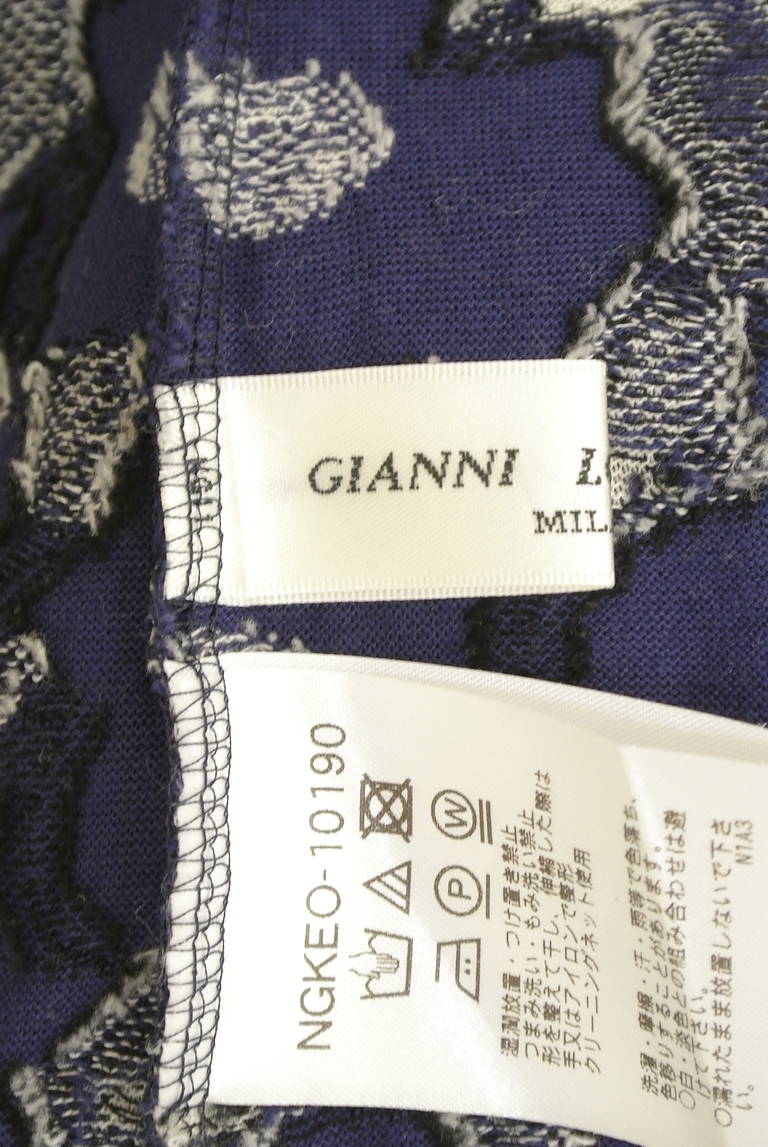 GIANNI L
MIL
NGKEO-10190
W
P
湿潤放置・つけ置き禁止
つまみ洗い・もみ洗い禁止
形を整えて干し、伸縮した際は
手又はアイロンで整形
クリーニングネット使用
洗濯・摩擦・汗・雨等で色落ち、
色移りすることがあります。
○白・淡色との組み合わせは避
けて下さい。
○濡れたまま放置しないで下さ
い。
N1A3